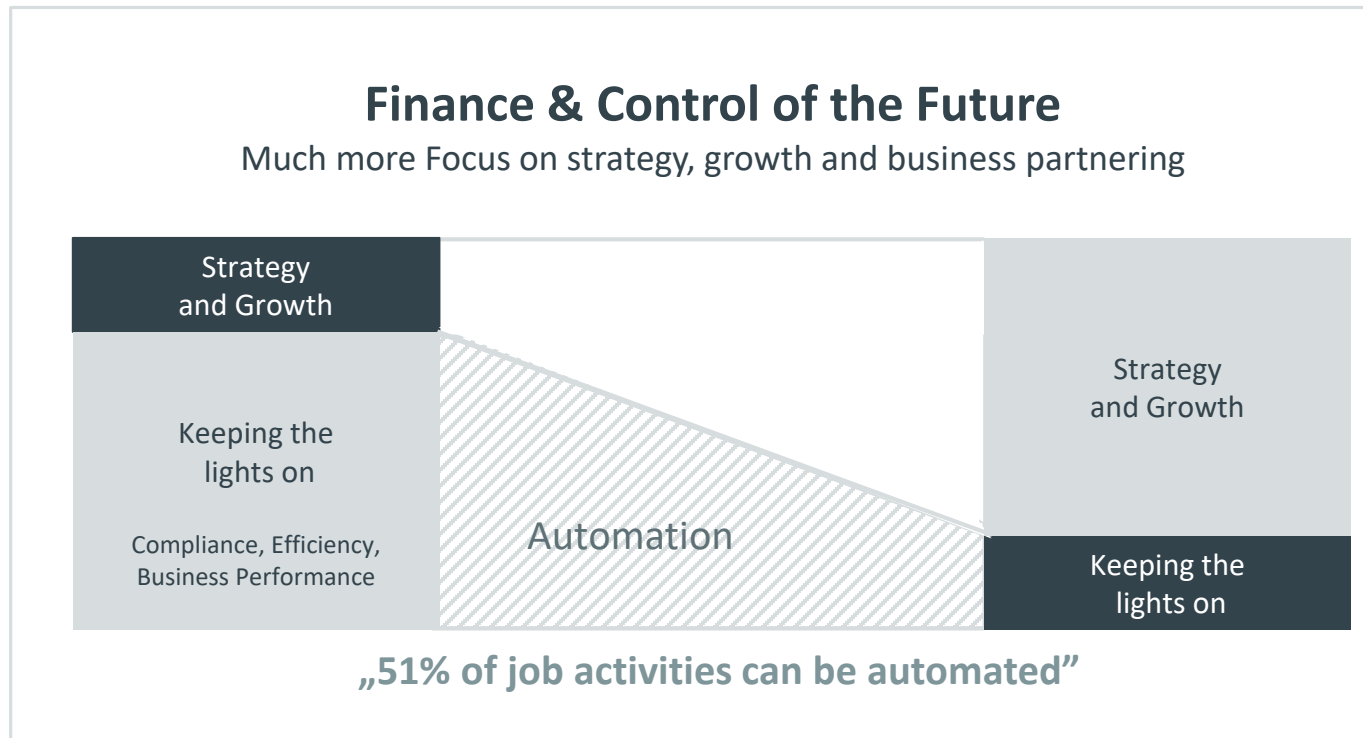 Finance & Control of the Future
Much more Focus on strategy, growth and business partnering
Strategy
and Growth
Keeping the
lights on
Compliance, Efficiency,
Business Performance
Automation
Strategy
and Growth
Keeping the
lights on
„51% of job activities can be automated”